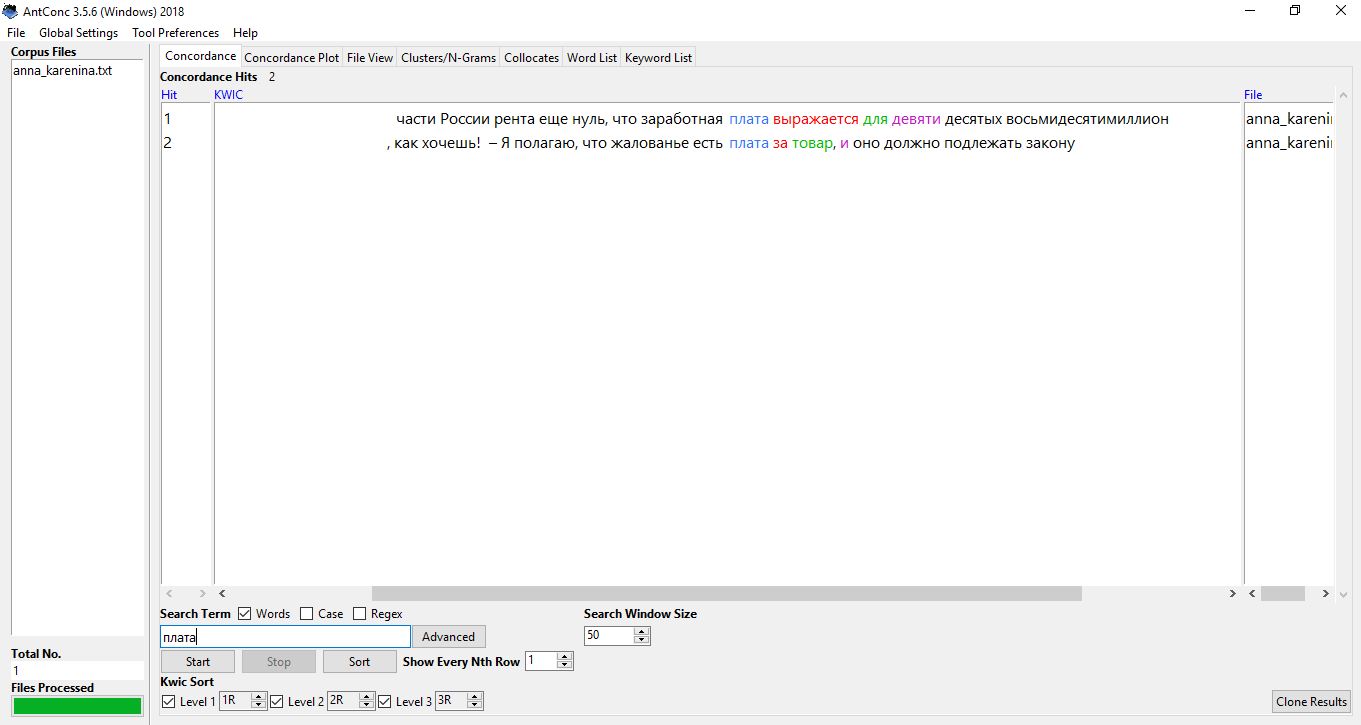 AntConc 3.5.6 (Windows) 2018
File Global Settings Tool Preferences Help
Corpus Files
anna_karenina.txt
Total No.
1
Files Processed
Concordance Concordance Plot File View Clusters/N-Grams Collocates Word List Keyword List
Concordance Hits 2
Hit KWIC File
1 части России рента еще нуль, что заработная плата выражается для девяти десятых восьмидесятимиллион anna_karenin
2 , как хочешь! – Я полагаю, что жалованье есть плата за товар, и оно должно подлежать закону anna_karenin
Search Term Words Case Regex Search Window Size
плата Advanced 50
Start Stop Sort Show Every Nth Row 1
Kwic Sort
Level 1 1R Level 2 2R Level 3 3R Clone Results